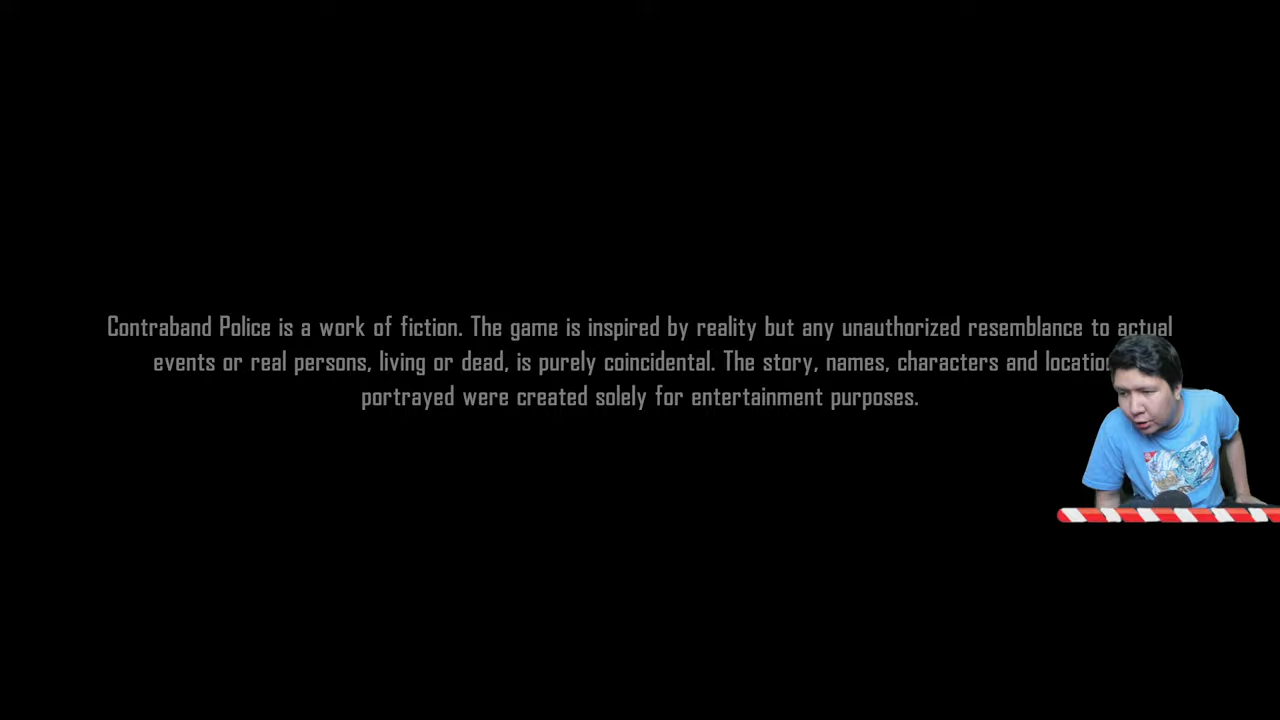 Contraband Police is a work of fiction. The game is inspired by reality but any unauthorized resemblance to actual
events or real persons, living or dead, is purely coincidental. The story, names, characters and location
portrayed were created solely for entertainment purposes.